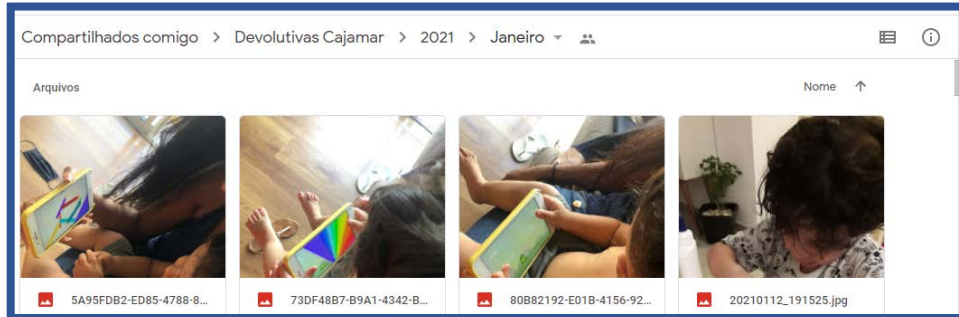 Compartilhados comigo > Devolutivas Cajamar > 2021 > Janeiro
Arquivos
Nome
5A95FDB2-ED85-4788-8...
73DF48B7-B9A1-4342-B...
80B82192-E01B-4156-92...
20210112_191525.jpg